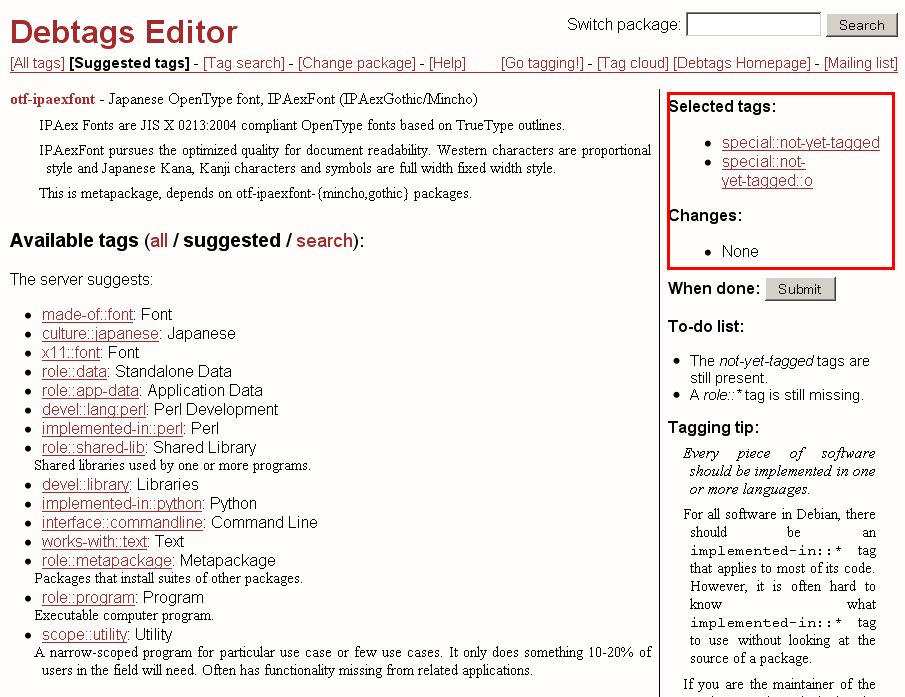 Debtags Editor
Switch package: Search
[All tags] [Suggested tags] - [Tag search] - [Change package] - [Help]
[Go tagging!] - [Tag cloud] [Debtags Homepage] - [Mailing list]
otf-ipaexfont - Japanese OpenType font, IPAexFont (IPAexGothic/Mincho)
IPAex Fonts are JIS X 0213:2004 compliant OpenType fonts based on TrueType outlines.
IPAexFont pursues the optimized quality for document readability. Western characters are proportional
style and Japanese Kana, Kanji characters and symbols are full width fixed width style.
This is metapackage, depends on otf-ipaexfont-{mincho,gothic} packages.
Available tags (all / suggested / search):
The server suggests:
• made-of::font: Font
• culture::japanese: Japanese
• x11::font: Font
• role::data: Standalone Data
• role::app-data: Application Data
• devel::lang:perl: Perl Development
• implemented-in::perl: Perl
• role::shared-lib: Shared Library
Shared libraries used by one or more programs.
• devel::library: Libraries
• implemented-in::python: Python
• interface::commandline: Command Line
• works-with::text: Text
• role::metapackage: Metapackage
Packages that install suites of other packages.
• role::program: Program
Executable computer program.
• scope::utility: Utility
A narrow-scoped program for particular use case or few use cases. It only does something 10-20% of
users in the field will need. Often has functionality missing from related applications.
Selected tags:
• special::not-yet-tagged
• special::not-
yet-tagged::o
Changes:
• None
When done: Submit
To-do list:
• The not-yet-tagged tags are
still present.
• A role::* tag is still missing.
Tagging tip:
Every piece of software
should be implemented in one
or more languages.
For all software in Debian, there
should be an
implemented-in::* tag
that applies to most of its code.
However, it is often hard to
know what
implemented-in::* tag
to use without looking at the
source of a package.
If you are the maintainer of the